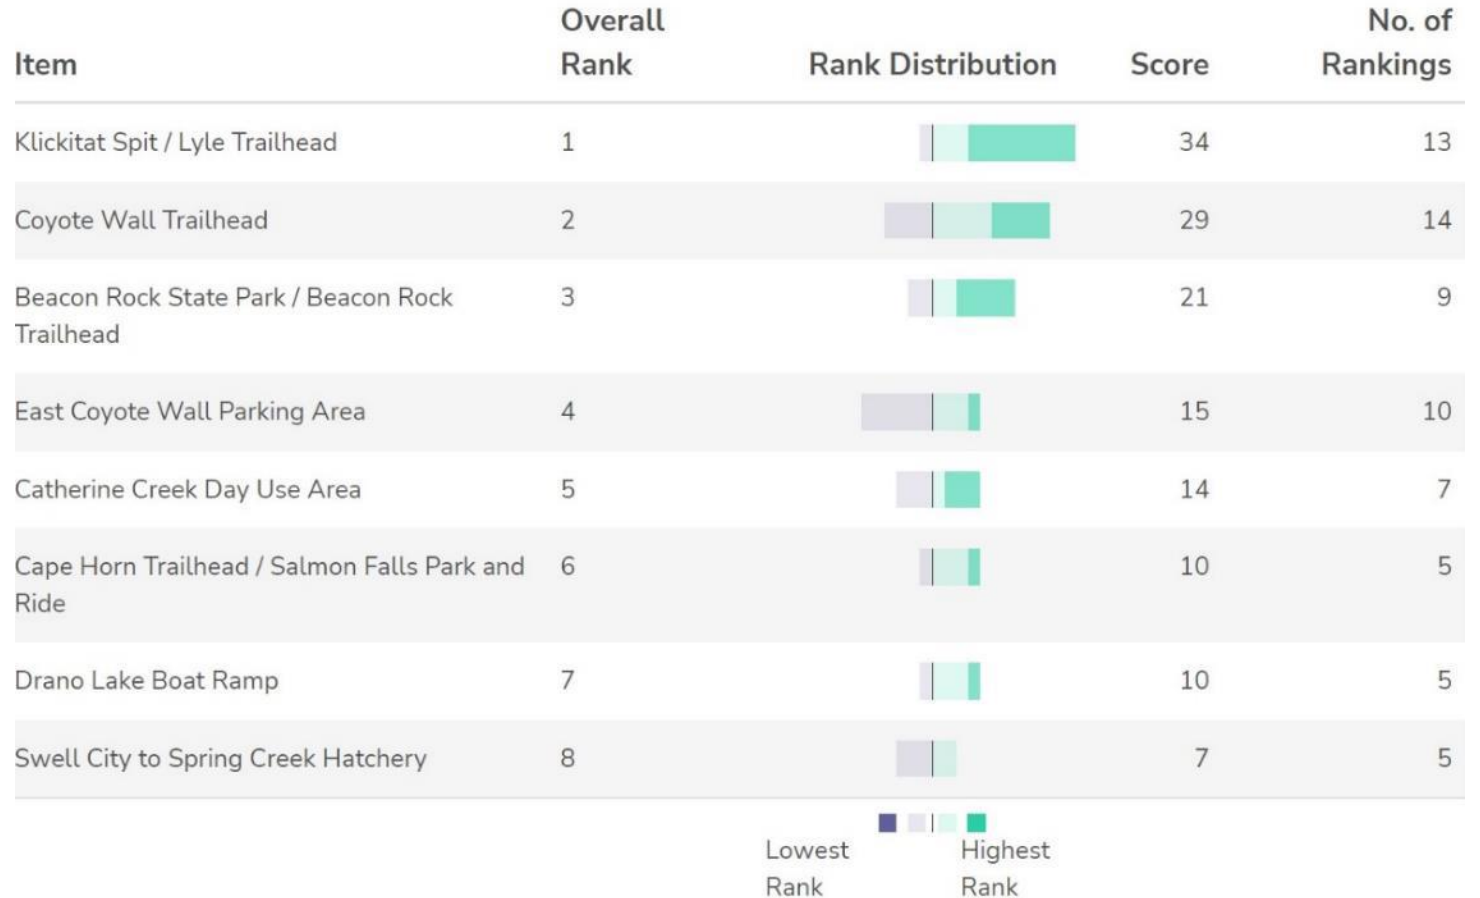 Item Overall Rank Rank Distribution Score No. of Rankings
Klickitat Spit / Lyle Trailhead 1 34 13
Coyote Wall Trailhead 2 29 14
Beacon Rock State Park / Beacon Rock 3 21 9
Trailhead
East Coyote Wall Parking Area 4 15 10
Catherine Creek Day Use Area 5 14 7
Cape Horn Trailhead / Salmon Falls Park and 6 10 5
Ride
Drano Lake Boat Ramp 7 10 5
Swell City to Spring Creek Hatchery 8 7 5
Lowest Highest
Rank Rank